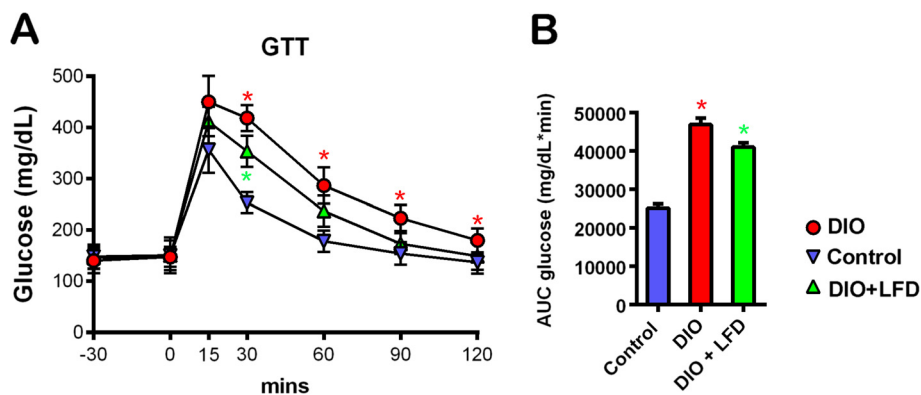 A
GTT
Glucose (mg/dL)
500
400
300
200
100
0
-30
0
15
30
60
90
120
mins
*
*
*
*
*
B
AUC glucose (mg/dL*min)
50000
40000
30000
20000
10000
0
*
*
Control
DIO
DIO + LFD
DIO
Control
DIO+LFD